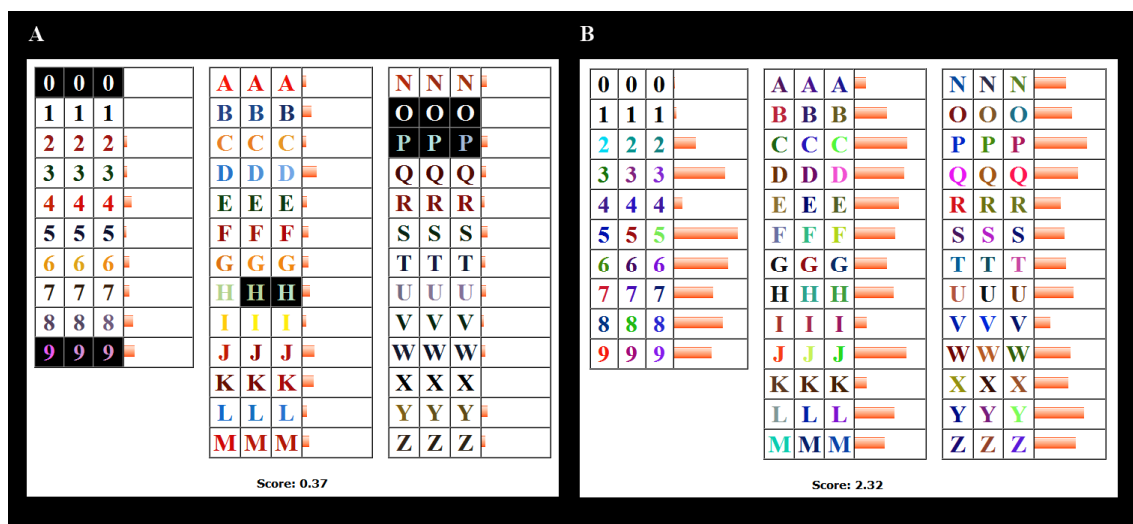 A
B
0 0 0
1 1 1
2 2 2
3 3 3
4 4 4
5 5 5
6 6 6
7 7 7
8 8 8
9 9 9
A A A
B B B
C C C
D D D
E E E
F F F
G G G
H H H
I I I
J J J
K K K
L L L
M M M
N N N
O O O
P P P
Q Q Q
R R R
S S S
T T T
U U U
V V V
W W W
X X X
Y Y Y
Z Z Z
Score: 0.37
0 0 0
1 1 1
2 2 2
3 3 3
4 4 4
5 5 5
6 6 6
7 7 7
8 8 8
9 9 9
A A A
B B B
C C C
D D D
E E E
F F F
G G G
H H H
I I I
J J J
K K K
L L L
M M M
N N N
O O O
P P P
Q Q Q
R R R
S S S
T T T
U U U
V V V
W W W
X X X
Y Y Y
Z Z Z
Score: 2.32